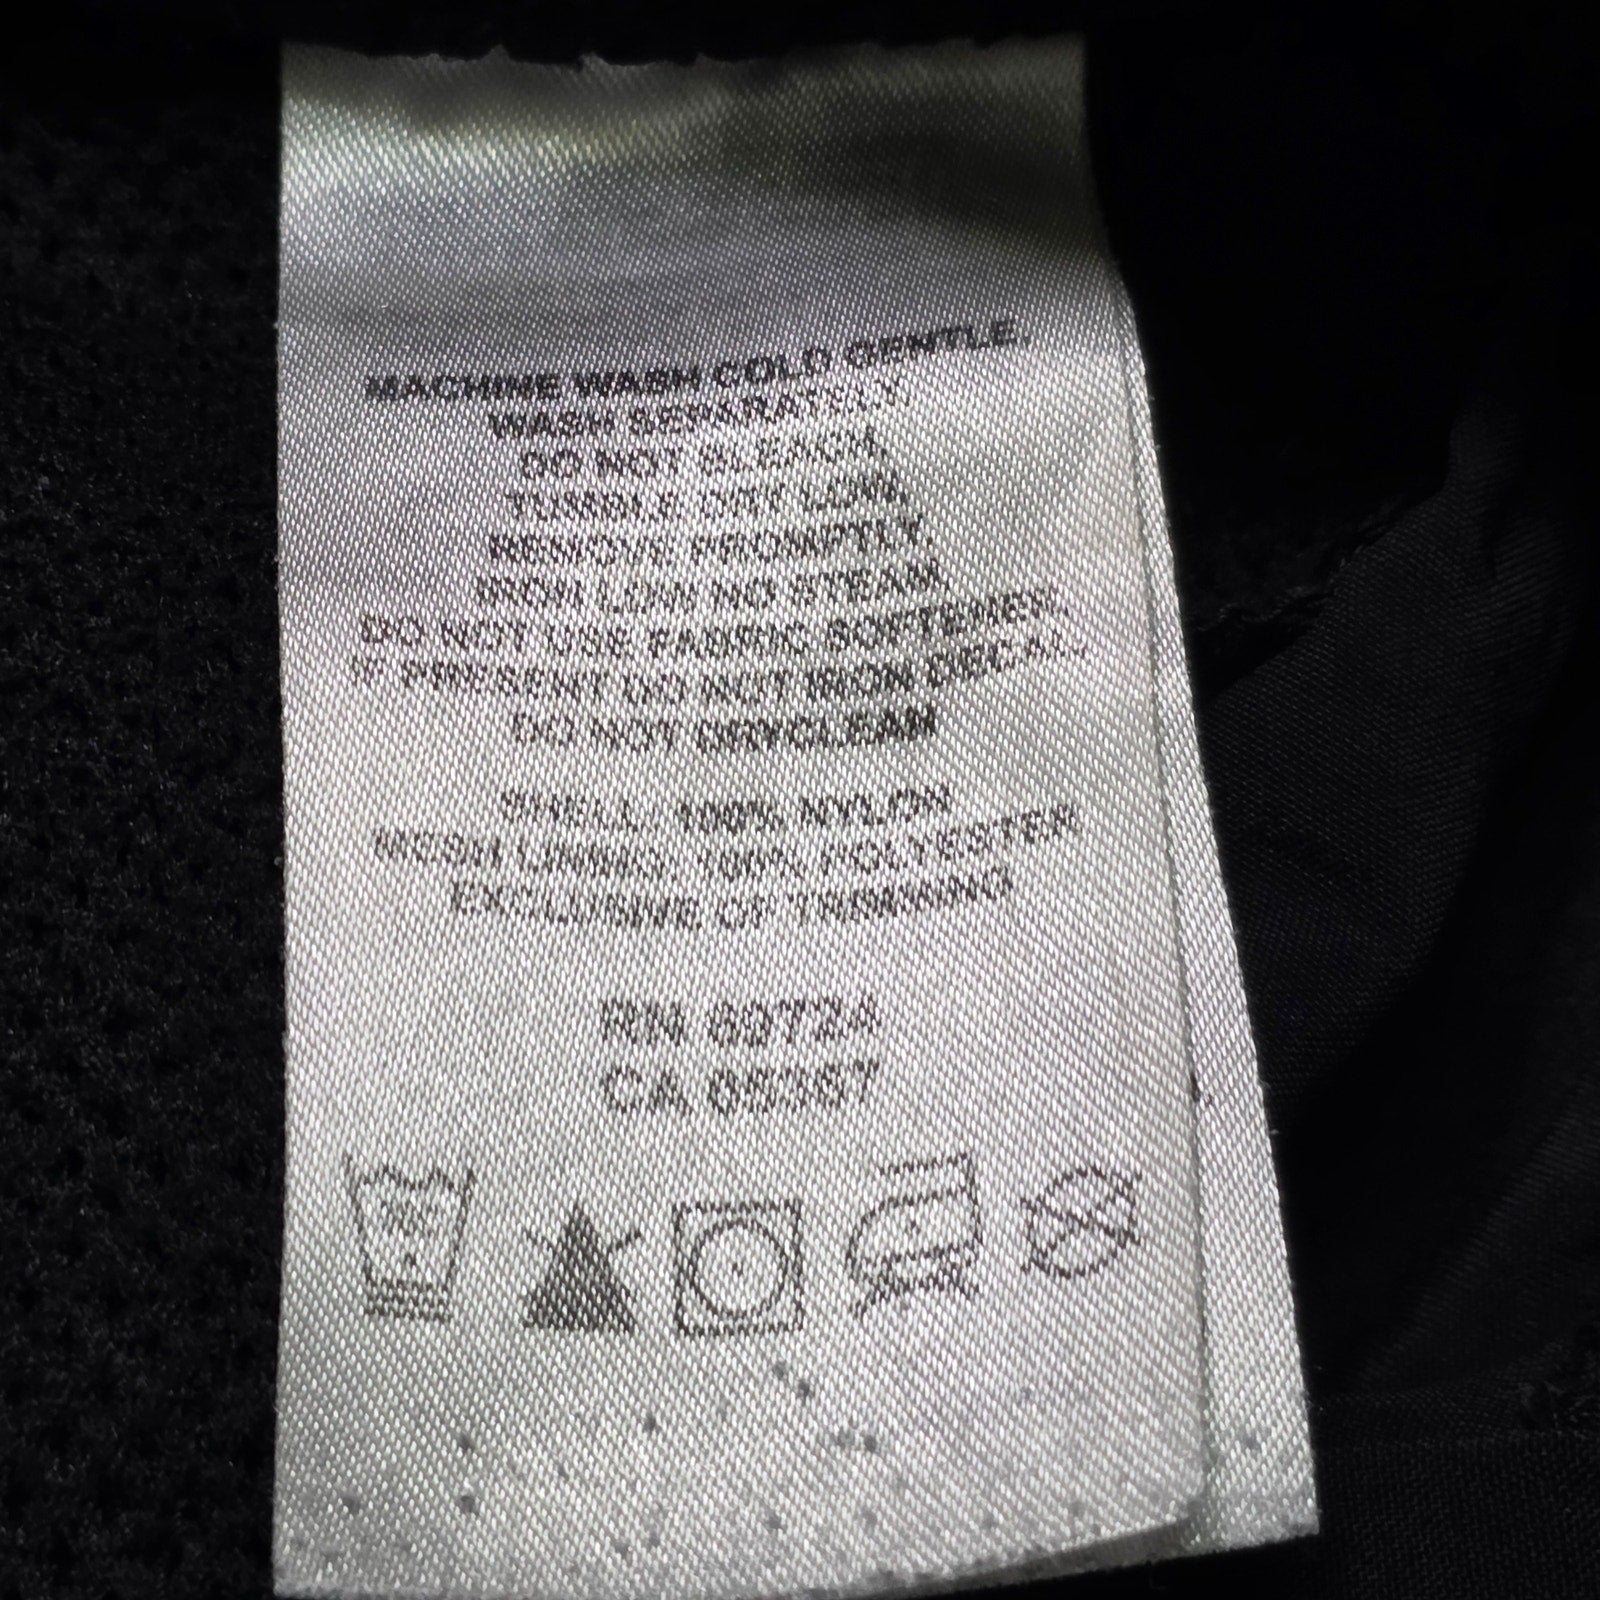 MACHINE WASH COLD GENTLE.
WASH SEPARATELY
DO NOT BLEACH
TUMBLE DRY LOW,
REMOVE PROMPTLY.
IRON LOW NO STEAM
DO NOT USE FABRIC SOFTENER.
IF PRESENT DO NOT IRON DECAL.
DO NOT DRYCLEAN
SHELL: 100% NYLON
MESH LINING: 100% POLYESTER
EXCLUSIVE OF TRIMMING
RN 69724
CA 05367
30